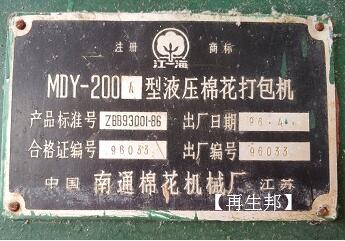 注册 商标
江海
MDY-200A型液压棉花打包机
产品标准号 ZBB93001-86 出厂日期 96.4
合格证编号 96033 出厂编号 96033
中国 南通棉花机械厂 江苏
【再生邦】